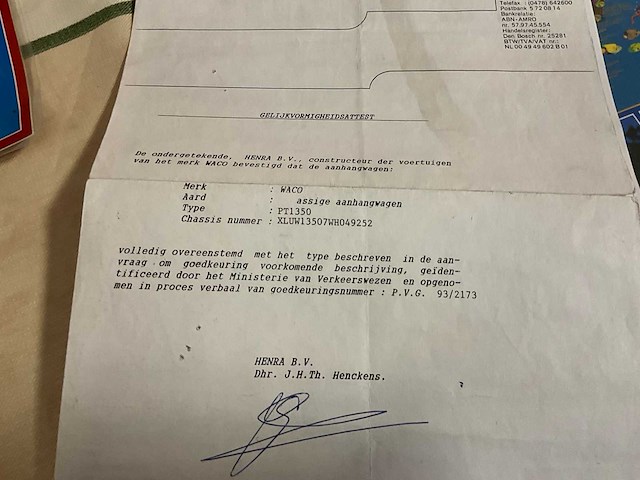 Telefax : (0478) 642600
Postbank 5 72 08 14
Bankrelatie:
ABN-AMRO
nr. 57.97.45.554
Handelsregister:
Den Bosch nr. 25281
BTW/TVA/VAT nr.:
NL 00 49 49 602 B 01
GELIJKVORMIGHEIDSATTEST
De ondergetekende, HENRA B.V., constructeur der voertuigen
van het merk WACO bevestigd dat de aanhangwagen:
Merk : WACO
Aard : assige aanhangwagen
Type : PT1350
Chassis nummer : XLUW13507WH049252
volledig overeenstemd met het type beschreven in de aan-
vraag om goedkeuring voorkomende beschrijving, geïden-
tificeerd door het Ministerie van Verkeerswezen en opgeno-
men in proces verbaal van goedkeuringsnummer : P.V.G. 93/2173
HENRA B.V.
Dhr. J.H.Th. Henckens.